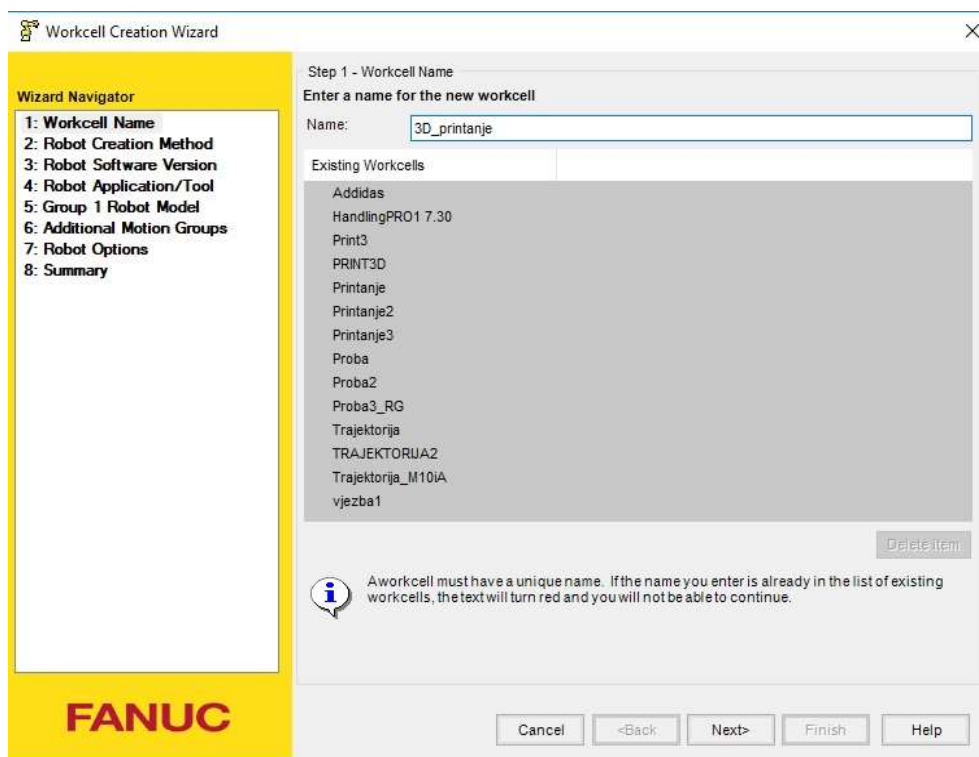 Workcell Creation Wizard
Wizard Navigator
1: Workcell Name
2: Robot Creation Method
3: Robot Software Version
4: Robot Application/Tool
5: Group 1 Robot Model
6: Additional Motion Groups
7: Robot Options
8: Summary
FANUC
Step 1 - Workcell Name
Enter a name for the new workcell
Name: 3D_printanje
Existing Workcells
Addidas
HandlingPRO1 7.30
Print3
PRINT3D
Printanje
Printanje2
Printanje3
Proba
Proba2
Proba3_RG
Trajektorija
TRAJEKTORIJA2
Trajektorija_M10iA
vjezba1
Delete Item
A workcell must have a unique name. If the name you enter is already in the list of existing
workcells, the text will turn red and you will not be able to continue.
Cancel <Back Next> Finish Help